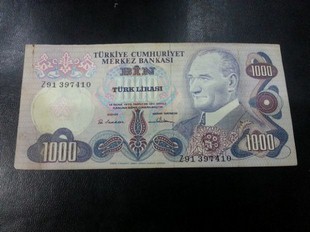 TÜRKİYE CUMHURİYET
MERKEZ BANKASI
BİN
1000
Z91 397410
TÜRK LİRASI
Z91 397410
1000
1000